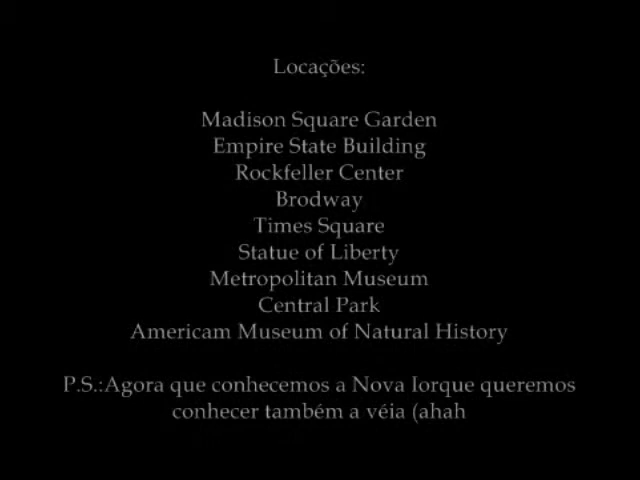 Locações:
Madison Square Garden
Empire State Building
Rockfeller Center
Brodway
Times Square
Statue of Liberty
Metropolitan Museum
Central Park
Americam Museum of Natural History
P.S.:Agora que conhecemos a Nova Iorque queremos
conhecer também a véia (ahah